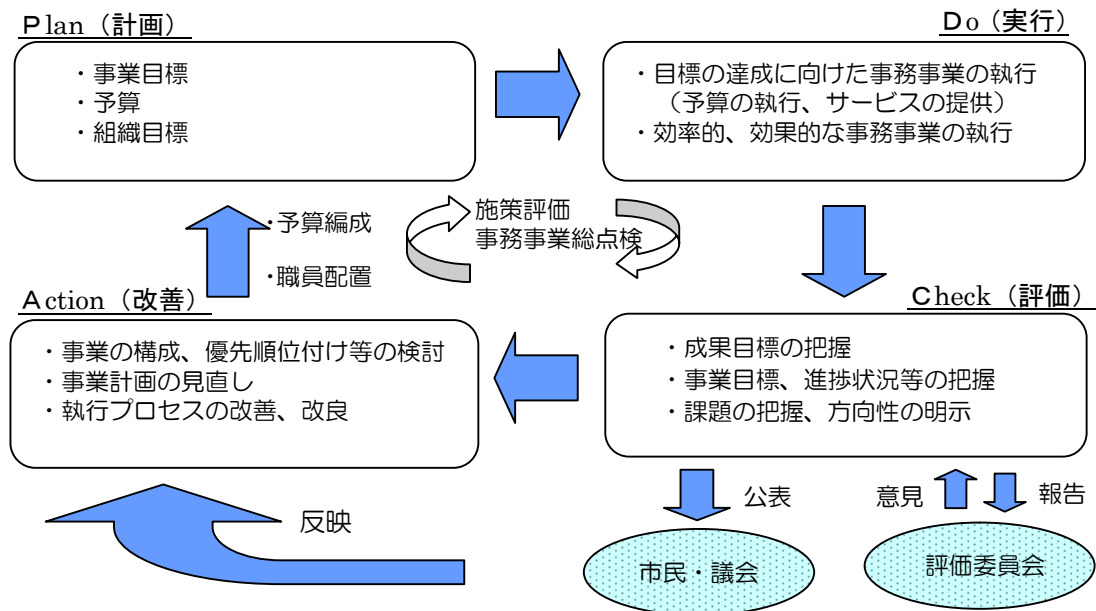 Plan（計画）
・事業目標
・予算
・組織目標
Do（実行）
・目標の達成に向けた事務事業の執行
（予算の執行、サービスの提供）
・効率的、効果的な事務事業の執行
・予算編成
・職員配置
施策評価
事務事業総点検
Action（改善）
・事業の構成、優先順位付け等の検討
・事業計画の見直し
・執行プロセスの改善、改良
Check（評価）
・成果目標の把握
・事業目標、進捗状況等の把握
・課題の把握、方向性の明示
反映
公表
意見
報告
市民・議会
評価委員会